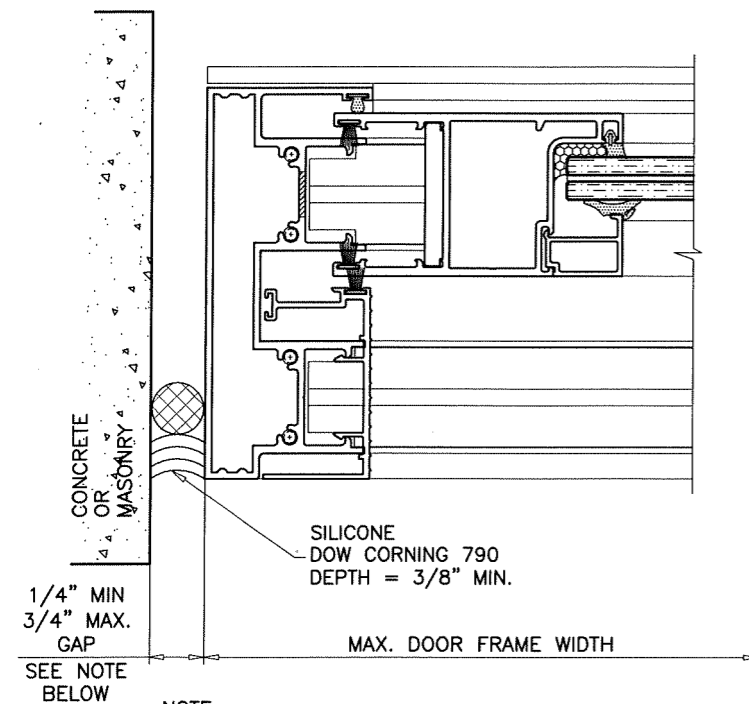 CONCRETE
OR
MASONRY
SILICONE
DOW CORNING 790
DEPTH = 3/8" MIN.
1/4" MIN
3/4" MAX.
GAP
SEE NOTE
BELOW
MAX. DOOR FRAME WIDTH
NOTE